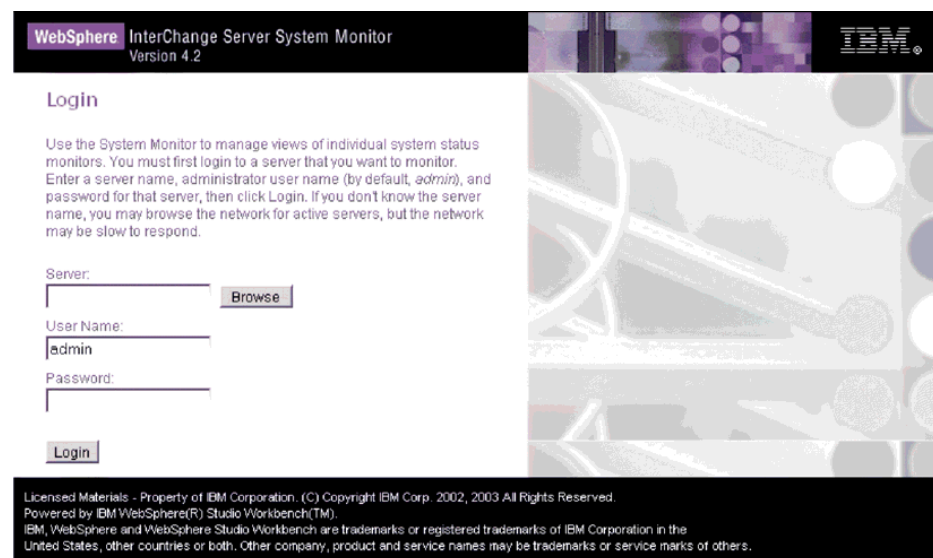 WebSphere InterChange Server System Monitor
Version 4.2
IBM®
Login
Use the System Monitor to manage views of individual system status
monitors. You must first login to a server that you want to monitor.
Enter a server name, administrator user name (by default, admin), and
password for that server, then click Login. If you don't know the server
name, you may browse the network for active servers, but the network
may be slow to respond.
Server:
Browse
User Name:
admin
Password:
Login
Licensed Materials - Property of IBM Corporation. (C) Copyright IBM Corp. 2002, 2003 All Rights Reserved.
Powered by IBM WebSphere(R) Studio Workbench(TM).
IBM, WebSphere and WebSphere Studio Workbench are trademarks or registered trademarks of IBM Corporation in the
United States, other countries or both. Other company, product and service names may be trademarks or service marks of others.